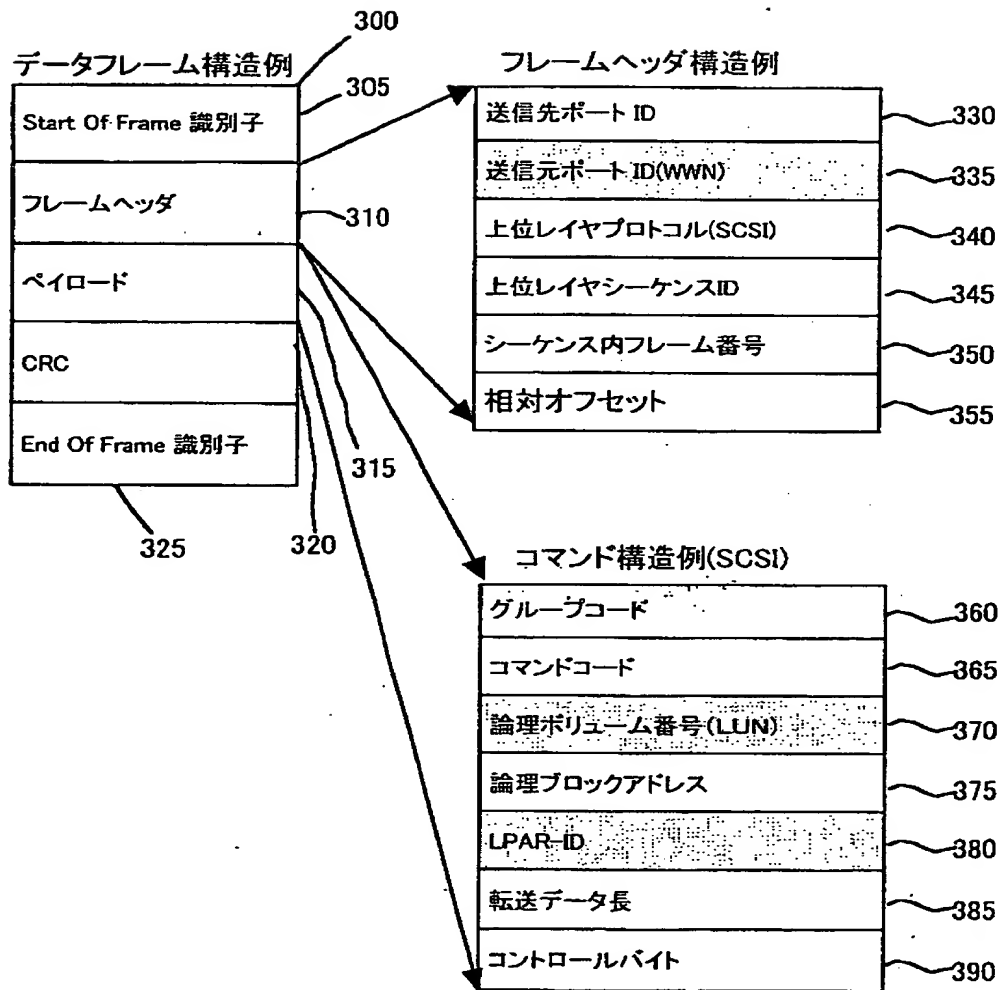 データフレーム構造例
300
Start Of Frame 識別子
305
フレームヘッダ
310
ペイロード
315
CRC
320
End Of Frame 識別子
325
フレームヘッダ構造例
送信先ポート ID
330
送信元ポート ID(WWN)
335
上位レイヤプロトコル(SCSI)
340
上位レイヤシーケンスID
345
シーケンス内フレーム番号
350
相対オフセット
355
コマンド構造例(SCSI)
グループコード
360
コマンドコード
365
論理ボリューム番号(LUN)
370
論理ブロックアドレス
375
LPAR-ID
380
転送データ長
385
コントロールバイト
390